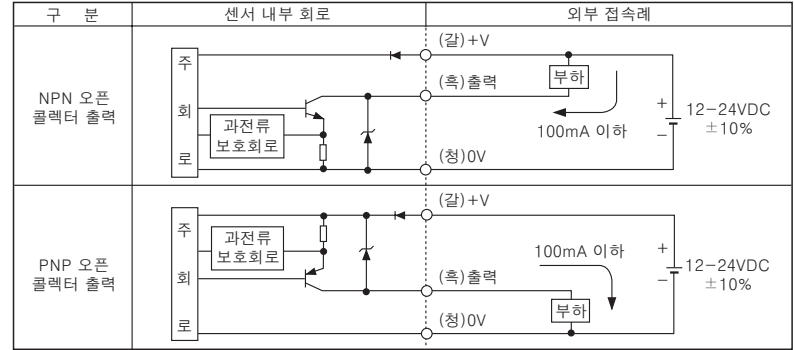 구 분
센서 내부 회로
외부 접속례
NPN 오픈
콜렉터 출력
주
회
로
과전류
보호회로
(갈)+V
(흑)출력
(청)0V
부하
100mA 이하
+
−
12−24VDC
±10%
PNP 오픈
콜렉터 출력
주
회
로
과전류
보호회로
(갈)+V
(흑)출력
(청)0V
100mA 이하
부하
+
−
12−24VDC
±10%